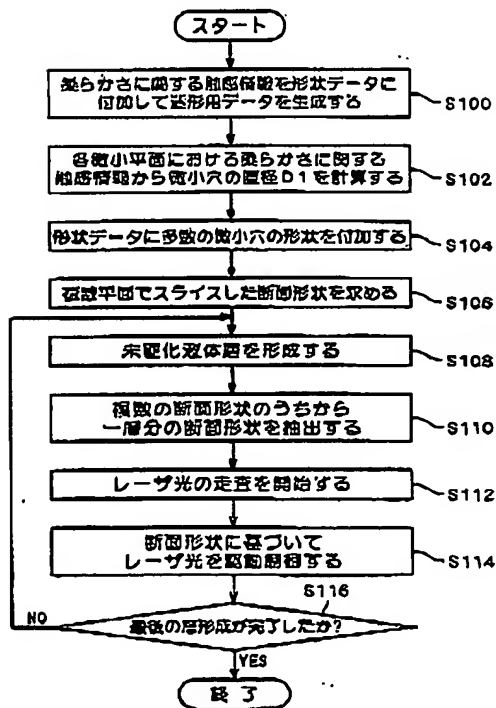 スタート
柔らかさに関する触感情報を形状データに
付加して造形用データを生成する
S100
各微小平面における柔らかさに関する
触感情報から微小穴の直径D1を計算する
S102
形状データに多数の微小穴の形状を付加する
S104
複数平面でスライスした断面形状を求める
S106
未硬化液体層を形成する
S108
複数の断面形状のうちから
一層分の断面形状を抽出する
S110
レーザ光の走査を開始する
S112
断面形状に基づいて
レーザ光を駆動制御する
S114
S116
最後の層形成が完了したか?
NO
YES
終了